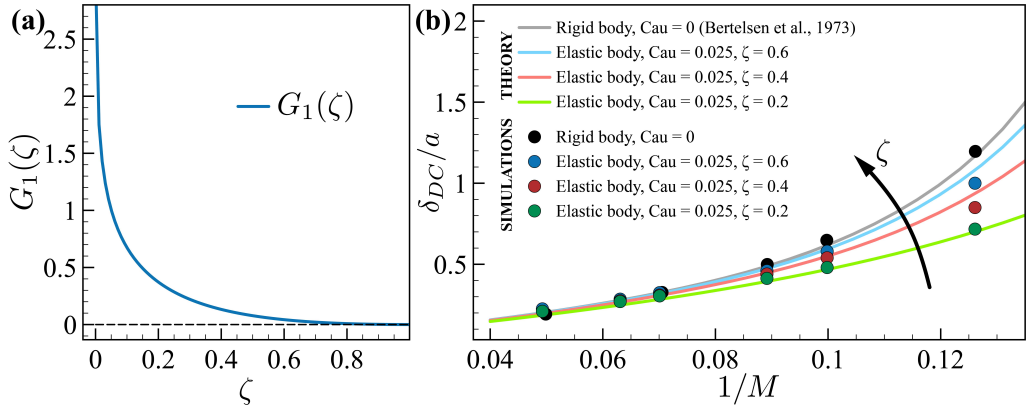 (a)
2.5
2
1.5
1
0.5
0
G₁(ζ)
G₁(ζ)
0
0.2
0.4
0.6
0.8
ζ
(b)
2
1.5
1
0.5
δ_DC/a
THEORY
Rigid body, Cau = 0 (Bertelsen et al., 1973)
Elastic body, Cau = 0.025, ζ = 0.6
Elastic body, Cau = 0.025, ζ = 0.4
Elastic body, Cau = 0.025, ζ = 0.2
SIMULATIONS
Rigid body, Cau = 0
Elastic body, Cau = 0.025, ζ = 0.6
Elastic body, Cau = 0.025, ζ = 0.4
Elastic body, Cau = 0.025, ζ = 0.2
ζ
0.04
0.06
0.08
0.1
0.12
1/M